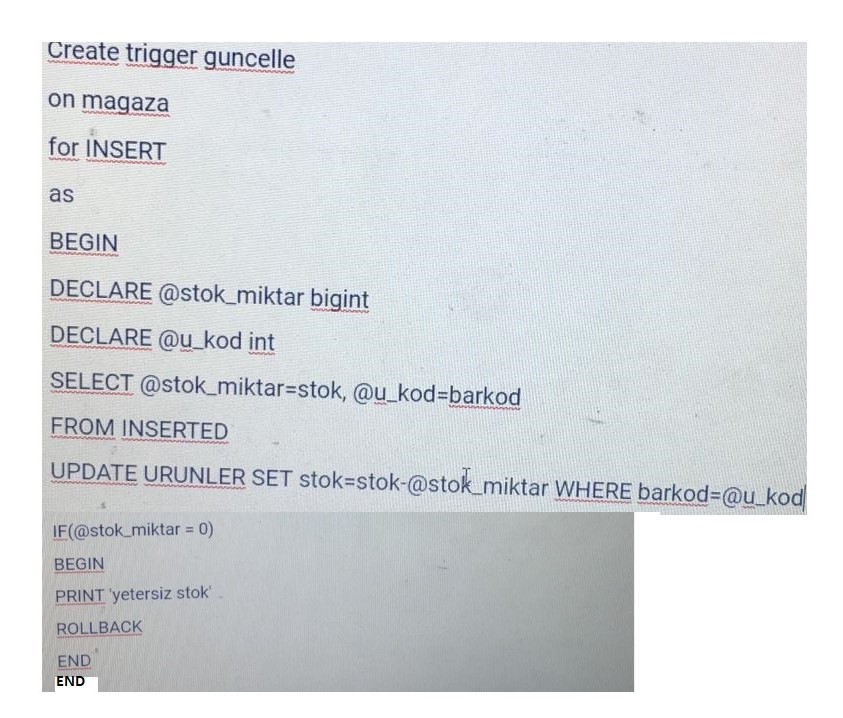 Create trigger guncelle
on magaza
for INSERT
as
BEGIN
DECLARE @stok_miktar bigint
DECLARE @u_kod int
SELECT @stok_miktar=stok, @u_kod=barkod
FROM INSERTED
UPDATE URUNLER SET stok=stok-@stok_miktar WHERE barkod=@u_kod
IF(@stok_miktar = 0)
BEGIN
PRINT 'yetersiz stok'
ROLLBACK
END
END